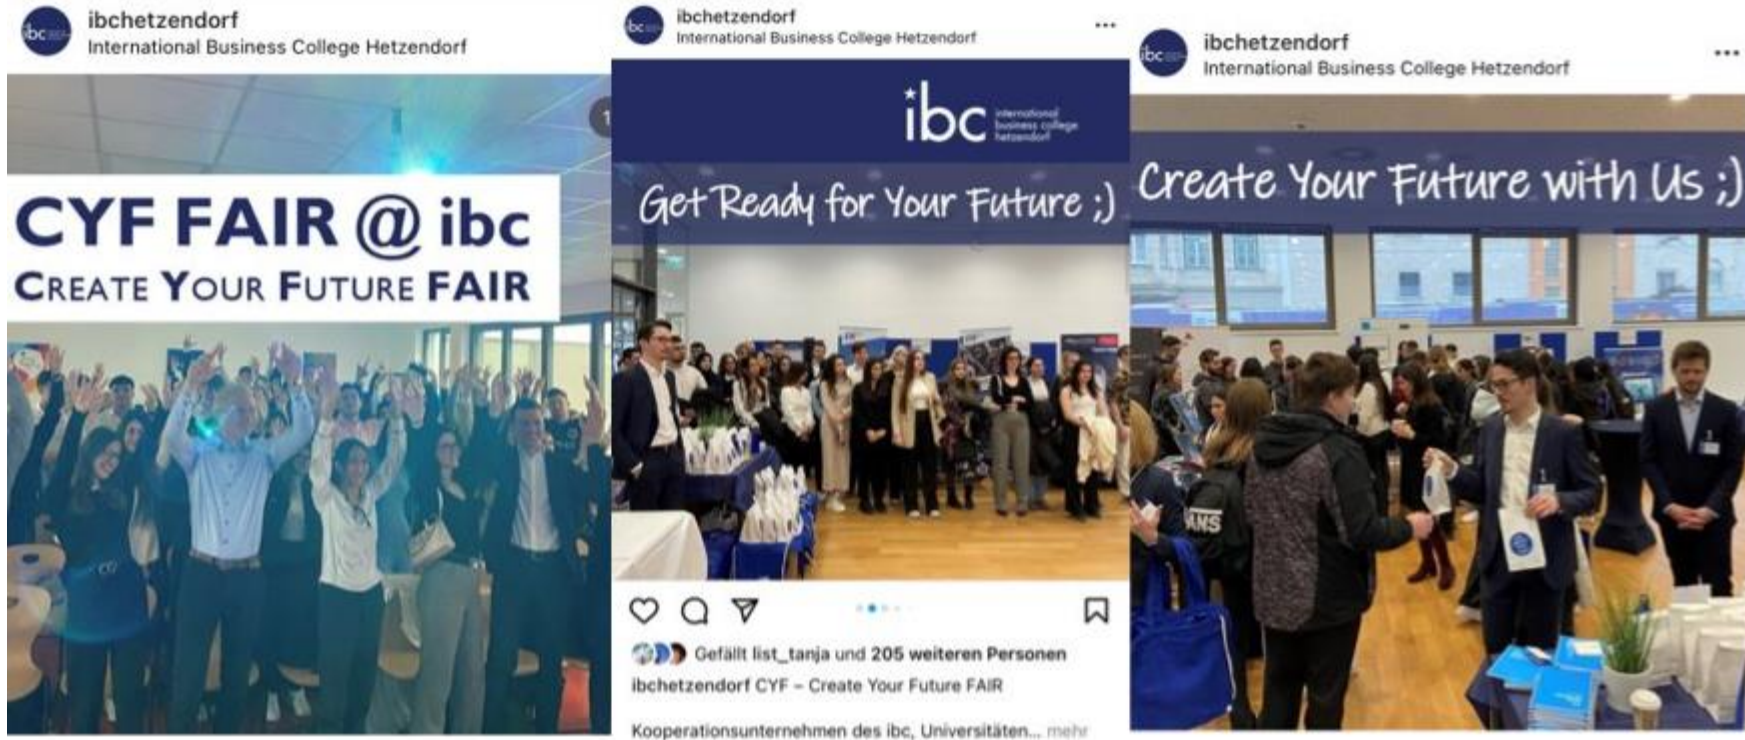 ibchetzendorf
International Business College Hetzendorf
CYF FAIR @ ibc
CREATE YOUR FUTURE FAIR
ibchetzendorf
International Business College Hetzendorf
ibc
international
business college
hetzendorf
Get Ready for Your Future ;)
Gefällt list_tanja und 205 weiteren Personen
ibchetzendorf CYF – Create Your Future FAIR
Kooperationsunternehmen des ibc, Universitäten... mehr
ibchetzendorf
International Business College Hetzendorf
Create Your Future with Us ;)
VANS